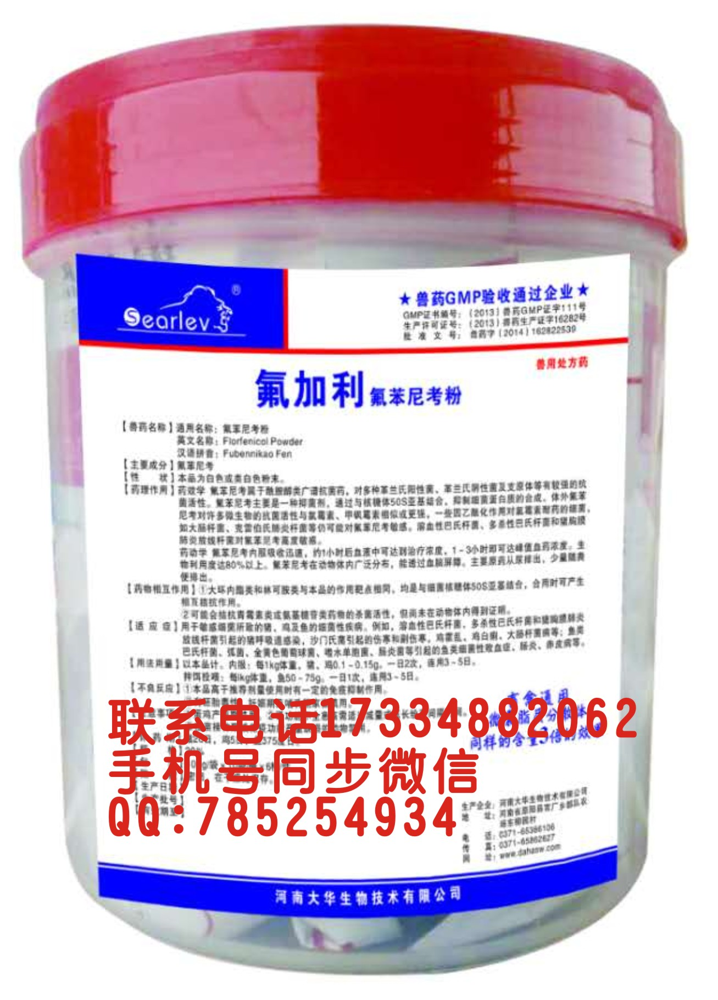 Searlev®
★兽药GMP验收通过企业★
GMP证书编号：（2013）兽药GMP证字111号
生产许可证号：（2013）兽药生产证字16282号
批 准 文 号：兽药字（2014）162822539
兽用处方药
氟加利 氟苯尼考粉
【兽药名称】通用名称：氟苯尼考粉
英文名称：Florfenicol Powder
汉语拼音：Fubennikao Fen
【主要成分】氟苯尼考
【性 状】本品为白色或类白色粉末。
【药理作用】药效学 氟苯尼考属于酰胺醇类广谱抗菌药，对多种革兰氏阳性菌、革兰氏阴性菌及支原体等有较强的抗
菌活性。氟苯尼考主要是一种抑菌剂，通过与核糖体50S亚基结合，抑制细菌蛋白质的合成。体外氟苯
尼考对许多微生物的抗菌活性与氯霉素、甲砜霉素相似或更强，一些因乙酰化作用对氯霉素耐药的细菌，
如大肠杆菌、克雷伯氏肺炎杆菌等仍可能对氟苯尼考敏感。溶血性巴氏杆菌、多杀性巴氏杆菌和猪胸膜
肺炎放线杆菌对氟苯尼考高度敏感。
药动学 氟苯尼考内服吸收迅速，约1小时后血液中可达到治疗浓度，1－3小时即可达峰值血药浓度。生
物利用度达80%以上。氟苯尼考在动物体内广泛分布，能透过血脑屏障。主要原药从尿排出，少量随粪
便排出。
【药物相互作用】①大环内酯类和林可胺类与本品的作用靶点相同，均是与细菌核糖体50S亚基结合，合用时可产生
相互拮抗作用。
②可能会拮抗青霉素类或氨基糖苷类药物的杀菌活性，但尚未在动物体内得到证明。
【适 应 症】用于敏感细菌所致的猪、鸡及鱼的细菌性疾病。例如，溶血性巴氏杆菌、多杀性巴氏杆菌和猪胸膜肺炎
放线杆菌引起的猪呼吸道感染，沙门氏菌引起的伤寒和副伤寒，鸡霍乱、鸡白痢、大肠杆菌病等；鱼类
巴氏杆菌、弧菌、金黄色葡萄球菌、嗜水单胞菌、肠炎菌等引起的鱼类细菌性败血症、肠炎、赤皮病等。
【用法用量】以本品计。内服：每1kg体重，猪、鸡0.1－0.15g。一日2次，连用3－5日。
拌饵投喂：每1kg体重，鱼50－75g。一日1次，连用3－5日。
【不良反应】①本品高于推荐剂量使用时有一定的免疫抑制作用。
畜禽通用
联系电话17334882062
同样的含量3倍的效
手机号同步微信
【生产日
批号】
QQ:785254934
生产企业：河南大华生物技术有限公司
地 址：河南省原阳县官厂乡
东柳园村
电 话：0371-65386106
传 真：0371-65862627
网 址：www.dahasw.com
河南大华生物技术有限公司